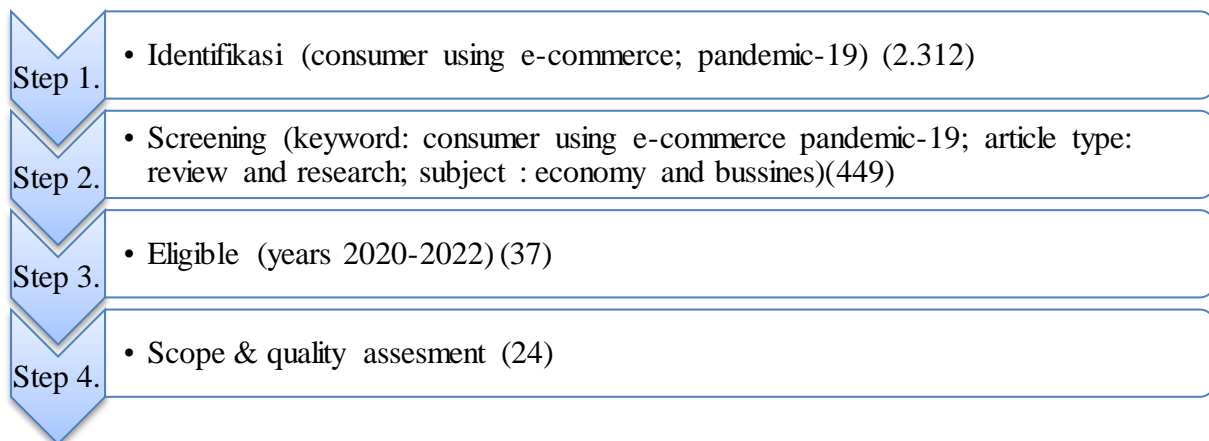 Step 1.
• Identifikasi (consumer using e-commerce; pandemic-19) (2.312)
Step 2.
• Screening (keyword: consumer using e-commerce pandemic-19; article type:
review and research; subject : economy and bussines)(449)
Step 3.
• Eligible (years 2020-2022) (37)
Step 4.
• Scope & quality assesment (24)